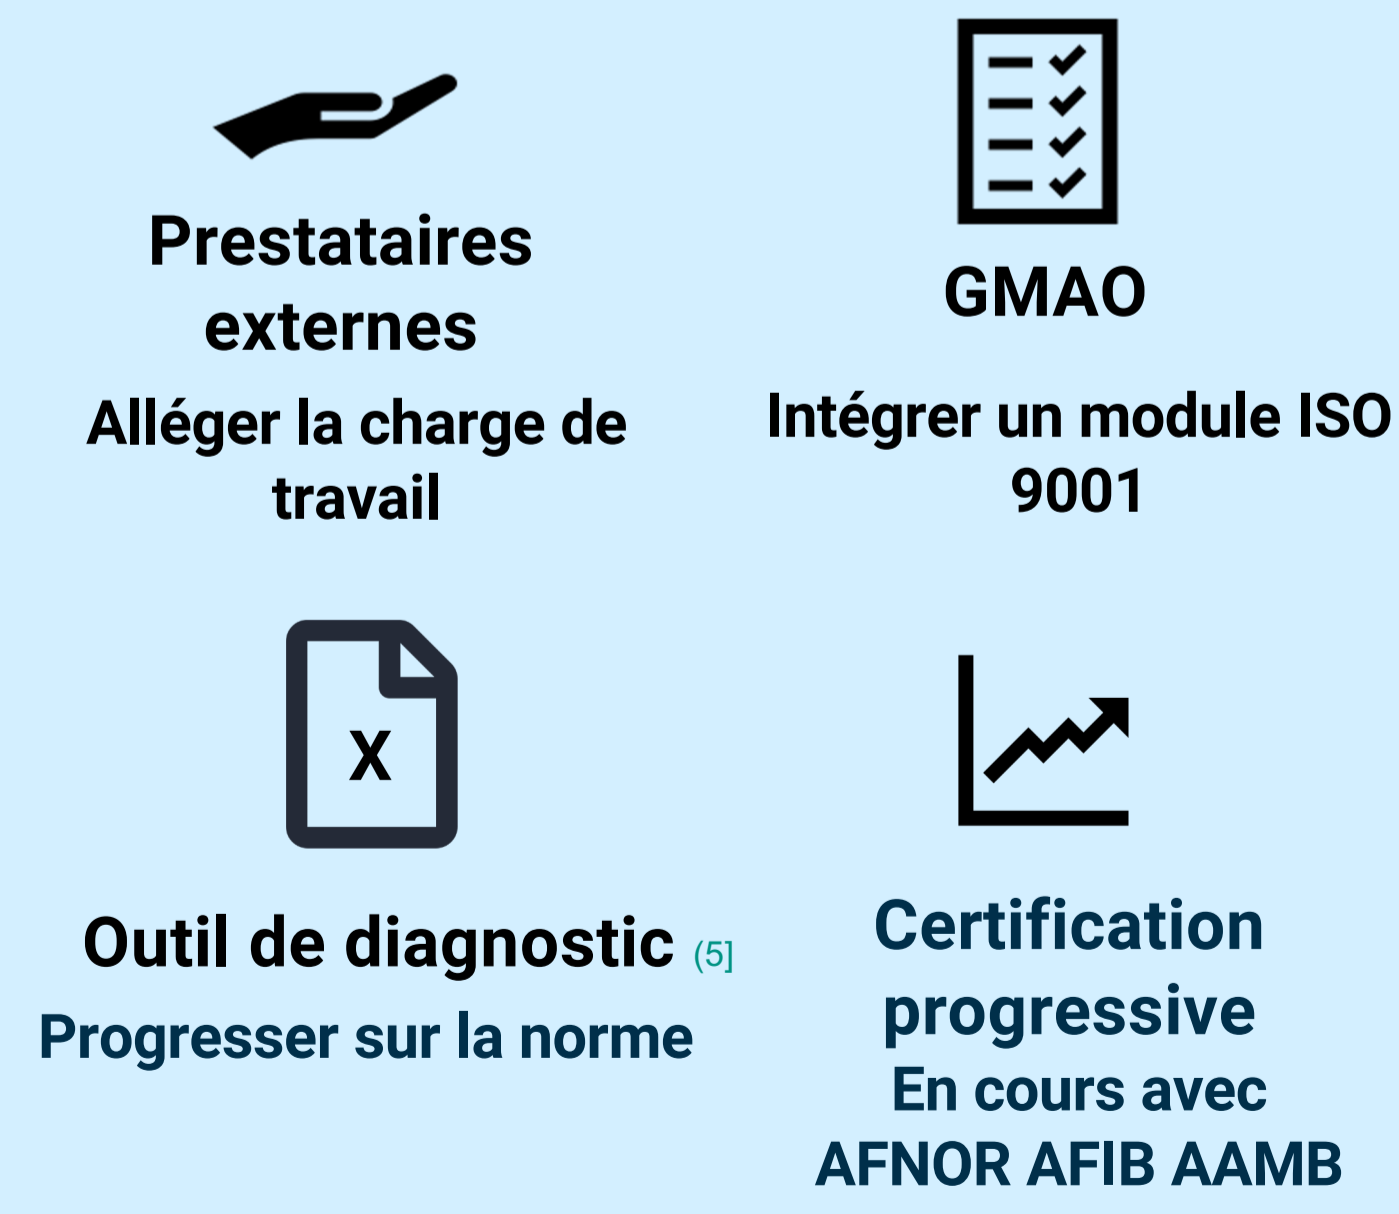 Prestataires
externes
Alléger la charge de
travail
GMAO
Intégrer un module ISO
9001
X
Outil de diagnostic (5]
Progresser sur la norme
Certification
progressive
En cours avec
AFNOR AFIB AAMB